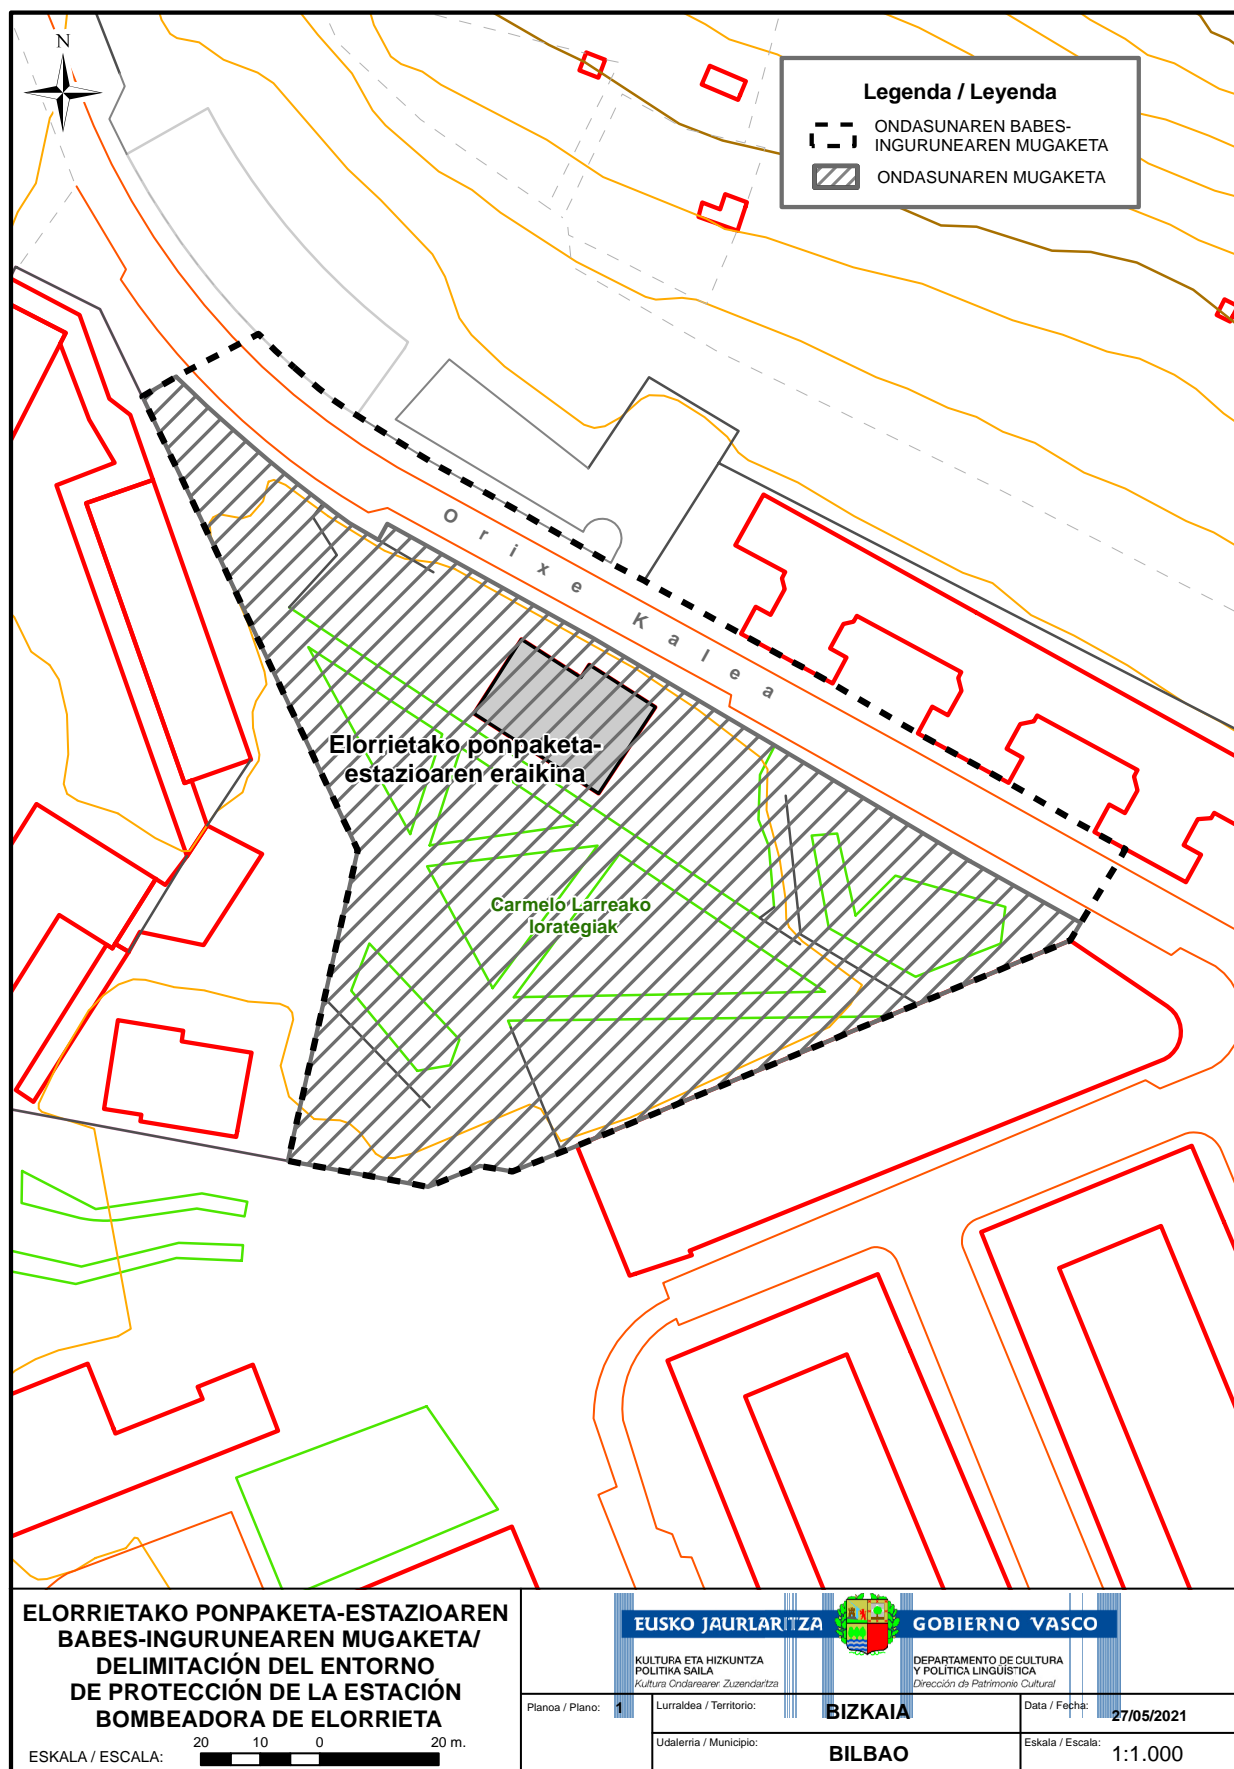 N
Legenda / Leyenda
ONDASUNAREN BABES-
INGURUNEAREN MUGAKETA
ONDASUNAREN MUGAKETA
Orixe Kalea
Elorrietako ponpaketa-
estazioaren eraikina
Carmelo Larreako
lorategiak
ELORRIETAKO PONPAKETA-ESTAZIOAREN
BABES-INGURUNEAREN MUGAKETA/
DELIMITACIÓN DEL ENTORNO
DE PROTECCIÓN DE LA ESTACIÓN
BOMBEADORA DE ELORRIETA
ESKALA / ESCALA:
20 10 0 20 m.
EUSKO JAURLARITZA
GOBIERNO VASCO
KULTURA ETA HIZKUNTZA
POLITIKA SAILA
Kultura Ondarearer Zuzendaritza
DEPARTAMENTO DE CULTURA
Y POLÍTICA LINGÜÍSTICA
Dirección de Patrimonio Cultural
Planoa / Plano: 1
Lurraldea / Territorio: BIZKAIA
Data / Fecha: 27/05/2021
Udalerria / Municipio: BILBAO
Eskala / Escala: 1:1.000